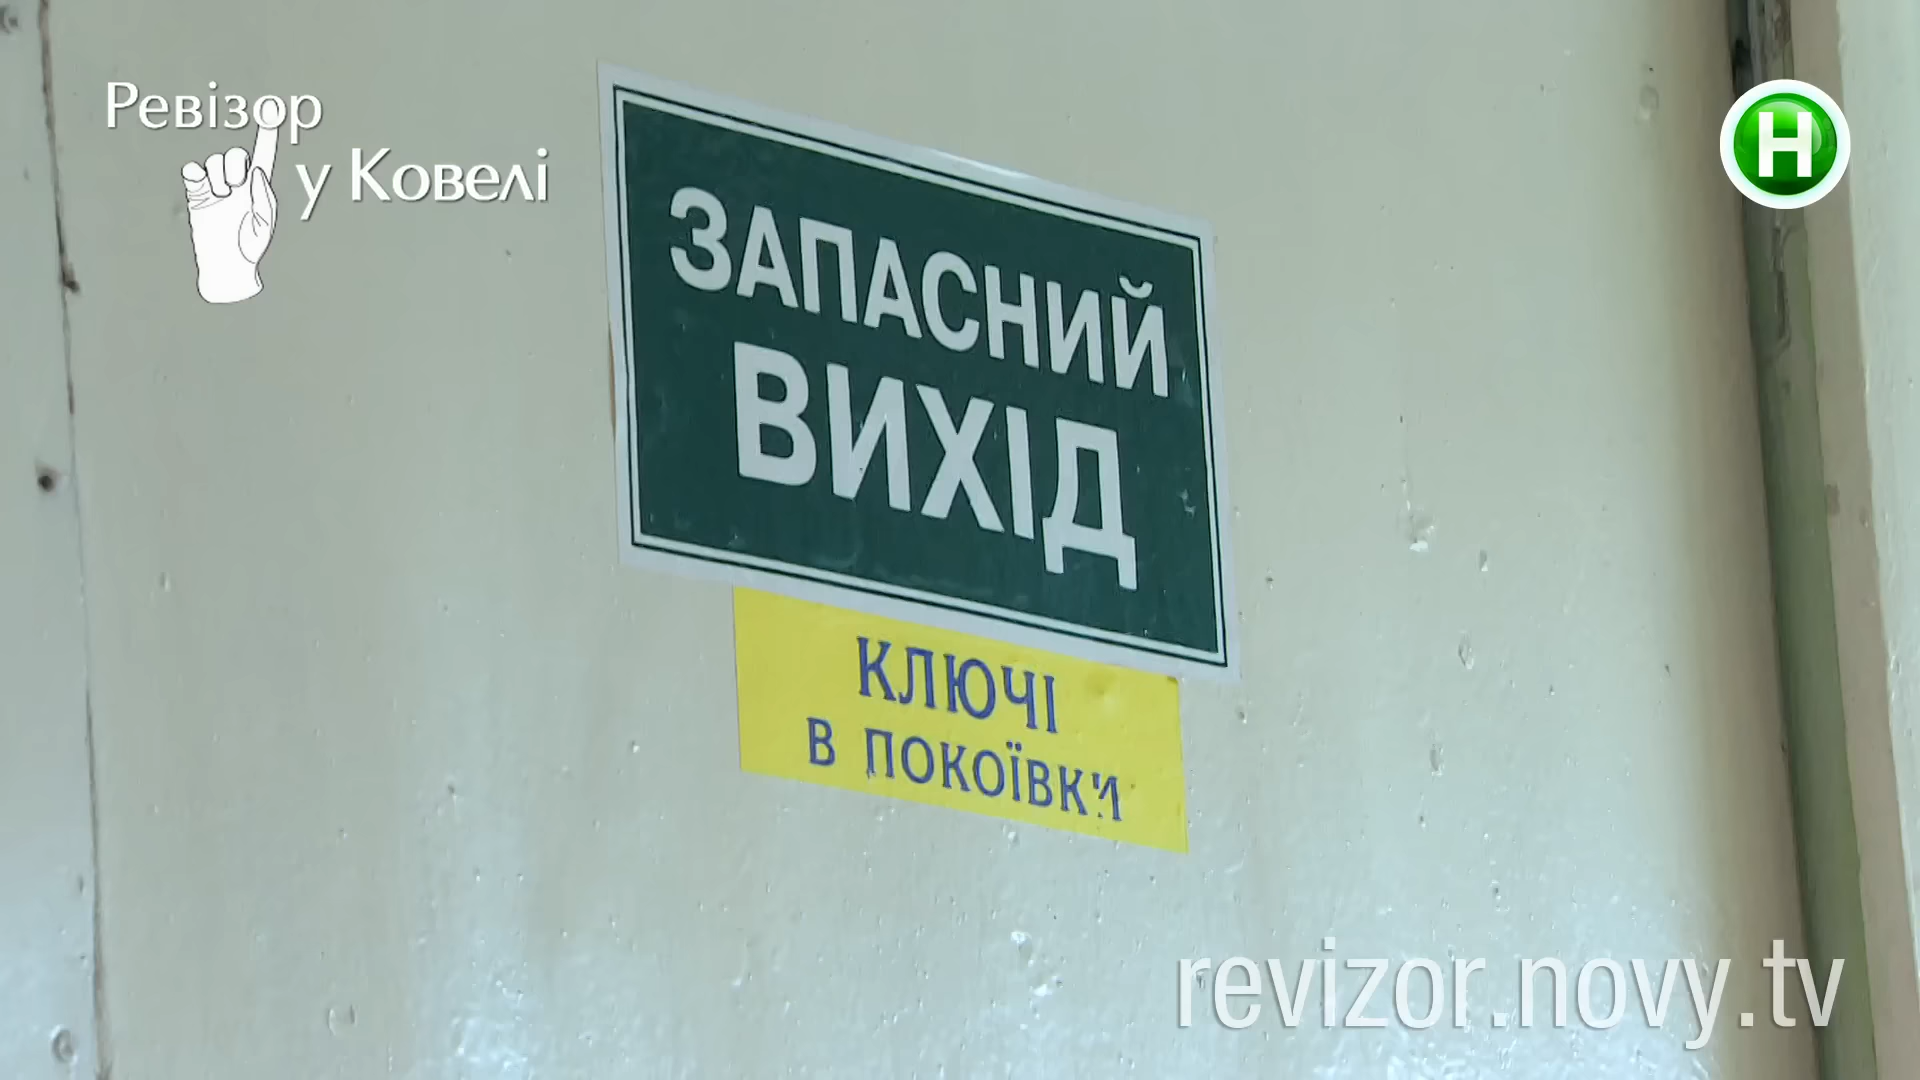 Ревізор
у Ковелі
Н
ЗАПАСНИЙ
ВИХІД
КЛЮЧІ
В ПОКОЇВКИ
revizor.novy.tv